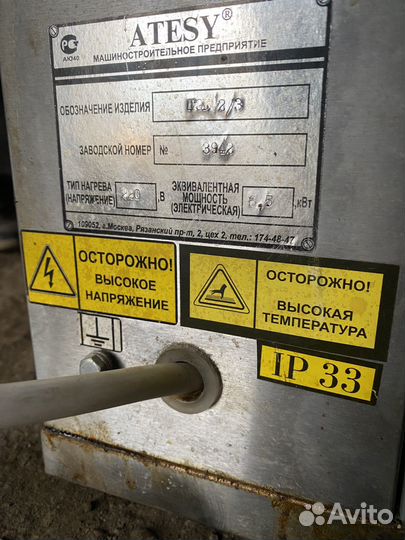 ATESY®
МАШИНОСТРОИТЕЛЬНОЕ ПРЕДПРИЯТИЕ
РС
АЮ40
ОБОЗНАЧЕНИЕ ИЗДЕЛИЯ
ЗАВОДСКОЙ НОМЕР №
ТИП НАГРЕВА (НАПРЯЖЕНИЕ) ,В
ЭКВИВАЛЕНТНАЯ МОЩНОСТЬ (ЭЛЕКТРИЧЕСКАЯ) кВт
109052, г.Москва, Рязанский пр-т, 2, цех 2, тел.: 174-48-47
ОСТОРОЖНО!
ВЫСОКОЕ
НАПРЯЖЕНИЕ
ОСТОРОЖНО!
ВЫСОКАЯ
ТЕМПЕРАТУРА
IP 33
Avito